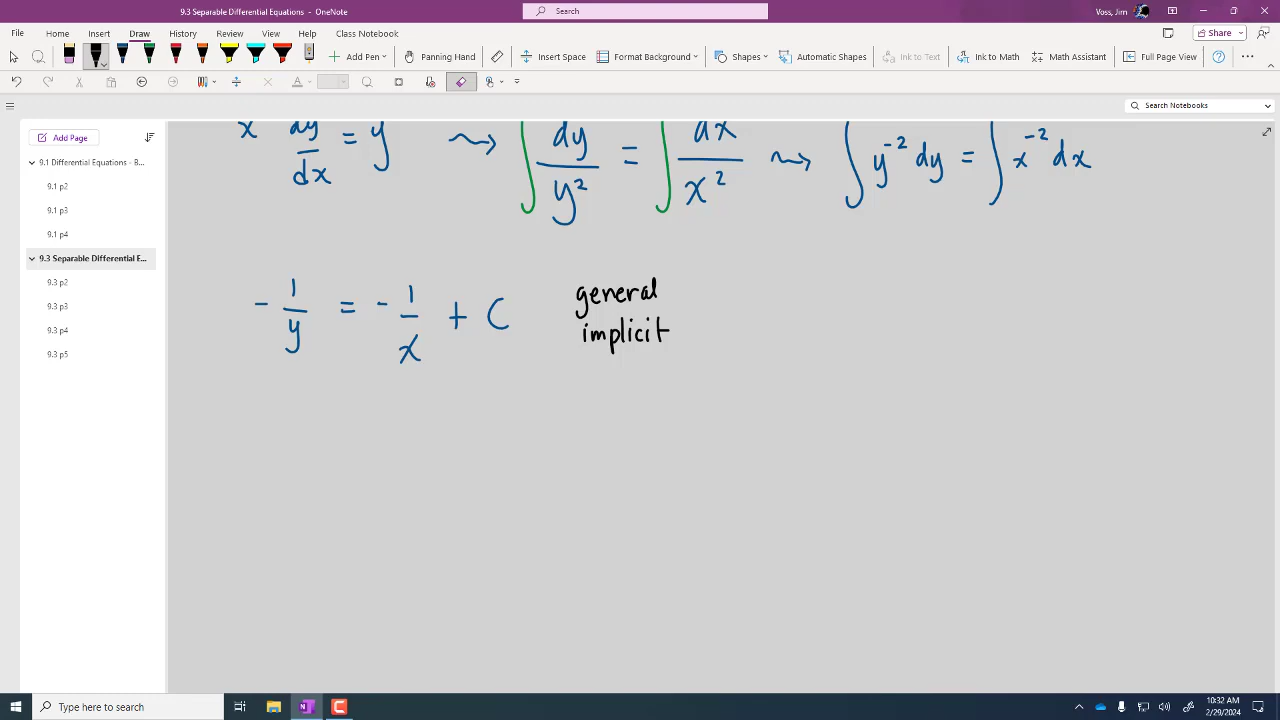 9.3 Separable Differential Equations - OneNote
Search
Voss, Jim
File Home Insert Draw History Review View Help Class Notebook
Share
Add Pen Panning Hand Insert Space Format Background Shapes Automatic Shapes Ink to Text Ink to Math Math Assistant Full Page View
Search Notebooks
Add Page
9.1 Differential Equations - B...
9.1 p2
9.1 p3
9.1 p4
9.3 Separable Differential E...
9.3 p2
9.3 p3
9.3 p4
9.3 p5
x dy/dx = y ⇝ ∫ dy/y² = ∫ dx/x² ⇝ ∫ y⁻² dy = ∫ x⁻² dx
- 1/y = - 1/x + C
general
implicit
Type here to search
10:32 AM
2/29/2024